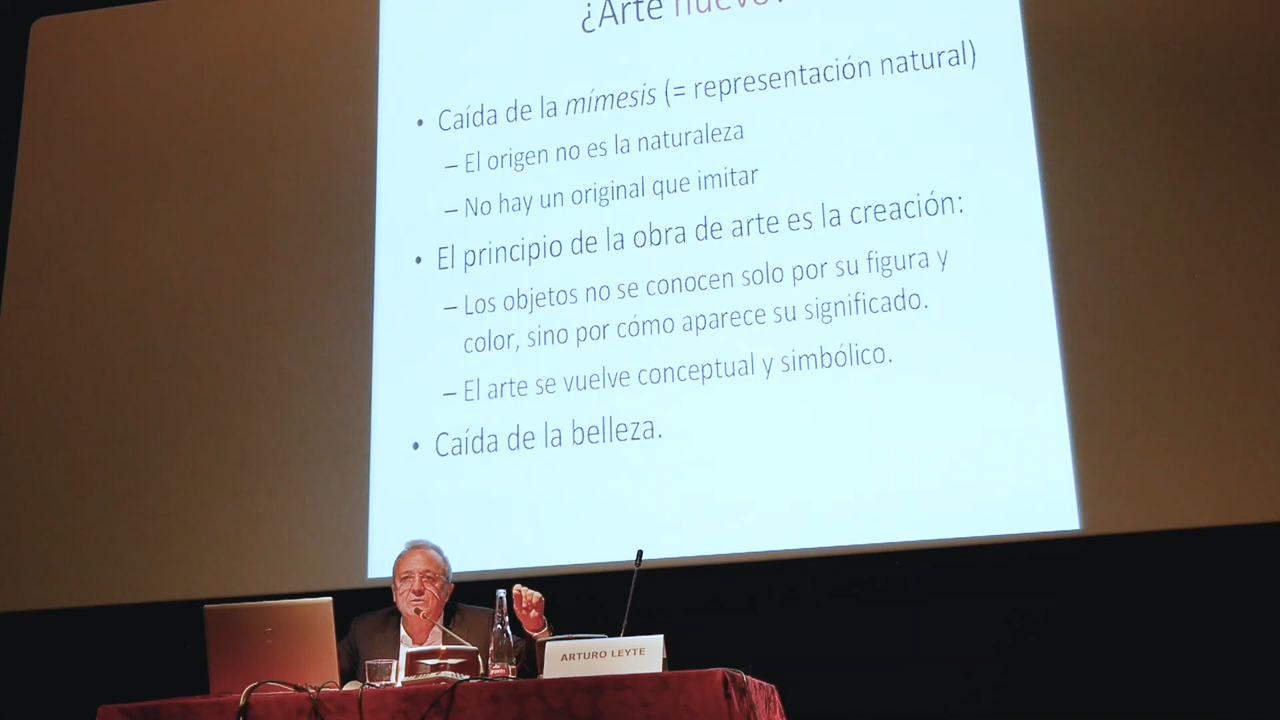 ¿Arte nuevo?
• Caída de la mímesis (= representación natural)
– El origen no es la naturaleza
– No hay un original que imitar
• El principio de la obra de arte es la creación:
– Los objetos no se conocen solo por su figura y
color, sino por cómo aparece su significado.
– El arte se vuelve conceptual y simbólico.
• Caída de la belleza.
ARTURO LEYTE